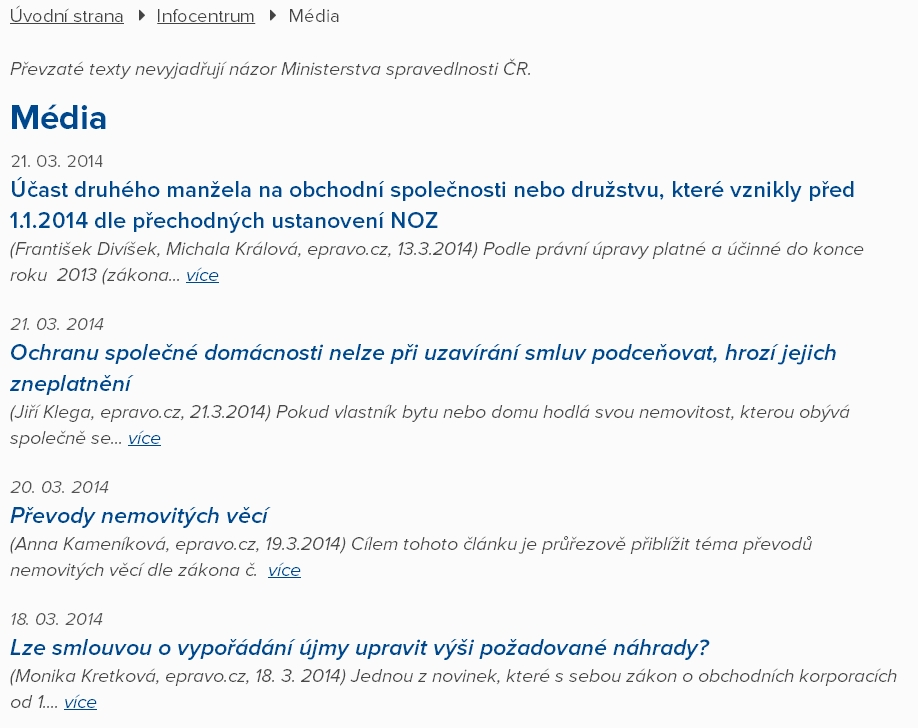 Úvodní strana Infocentrum Média
Převzaté texty nevyjadřují názor Ministerstva spravedlnosti ČR.
Média
21. 03. 2014
Účast druhého manžela na obchodní společnosti nebo družstvu, které vznikly před
1.1.2014 dle přechodných ustanovení NOZ
(František Divíšek, Michala Králová, epravo.cz, 13.3.2014) Podle právní úpravy platné a účinné do konce
roku 2013 (zákona... více
21. 03. 2014
Ochranu společné domácnosti nelze při uzavírání smluv podceňovat, hrozí jejich
zneplatnění
(Jiří Klega, epravo.cz, 21.3.2014) Pokud vlastník bytu nebo domu hodlá svou nemovitost, kterou obývá
společně se... více
20. 03. 2014
Převody nemovitých věcí
(Anna Kameníková, epravo.cz, 19.3.2014) Cílem tohoto článku je průřezově přiblížit téma převodů
nemovitých věcí dle zákona č. více
18. 03. 2014
Lze smlouvou o vypořádání újmy upravit výši požadované náhrady?
(Monika Kretková, epravo.cz, 18. 3. 2014) Jednou z novinek, které s sebou zákon o obchodních korporacích
od 1.... více